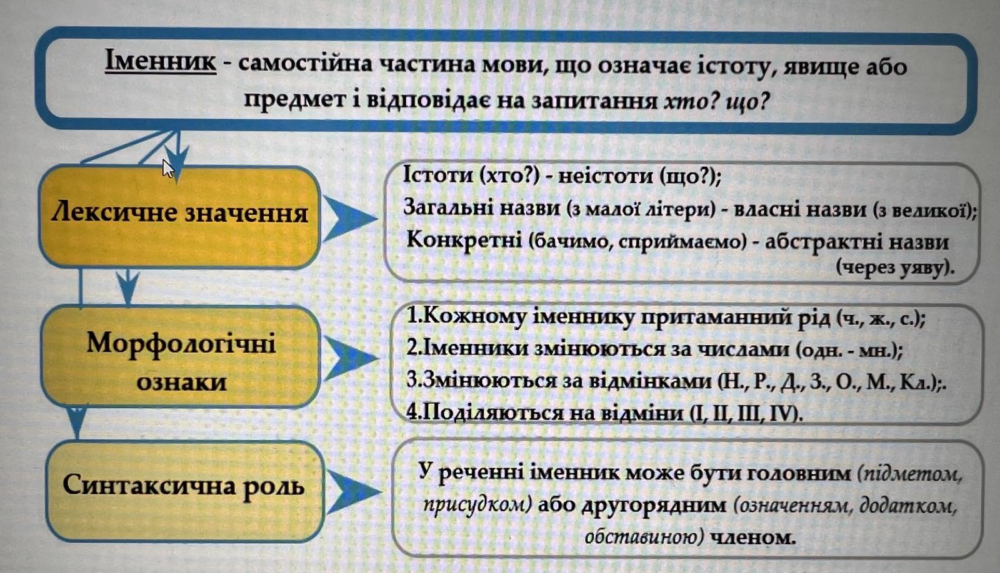 Іменник - самостійна частина мови, що означає істоту, явище або
предмет і відповідає на запитання хто? що?
Лексичне значення
Істоти (хто?) - неістоти (що?);
Загальні назви (з малої літери) - власні назви (з великої);
Конкретні (бачимо, сприймаємо) - абстрактні назви
(через уяву).
Морфологічні
ознаки
1.Кожному іменнику притаманний рід (ч., ж., с.);
2.Іменники змінюються за числами (одн. - мн.);
3.Змінюються за відмінками (Н., Р., Д., З., О., М., Кл.);.
4.Поділяються на відміни (I, II, III, IV).
Синтаксична роль
У реченні іменник може бути головним (підметом,
присудком) або другорядним (означенням, додатком,
обставиною) членом.